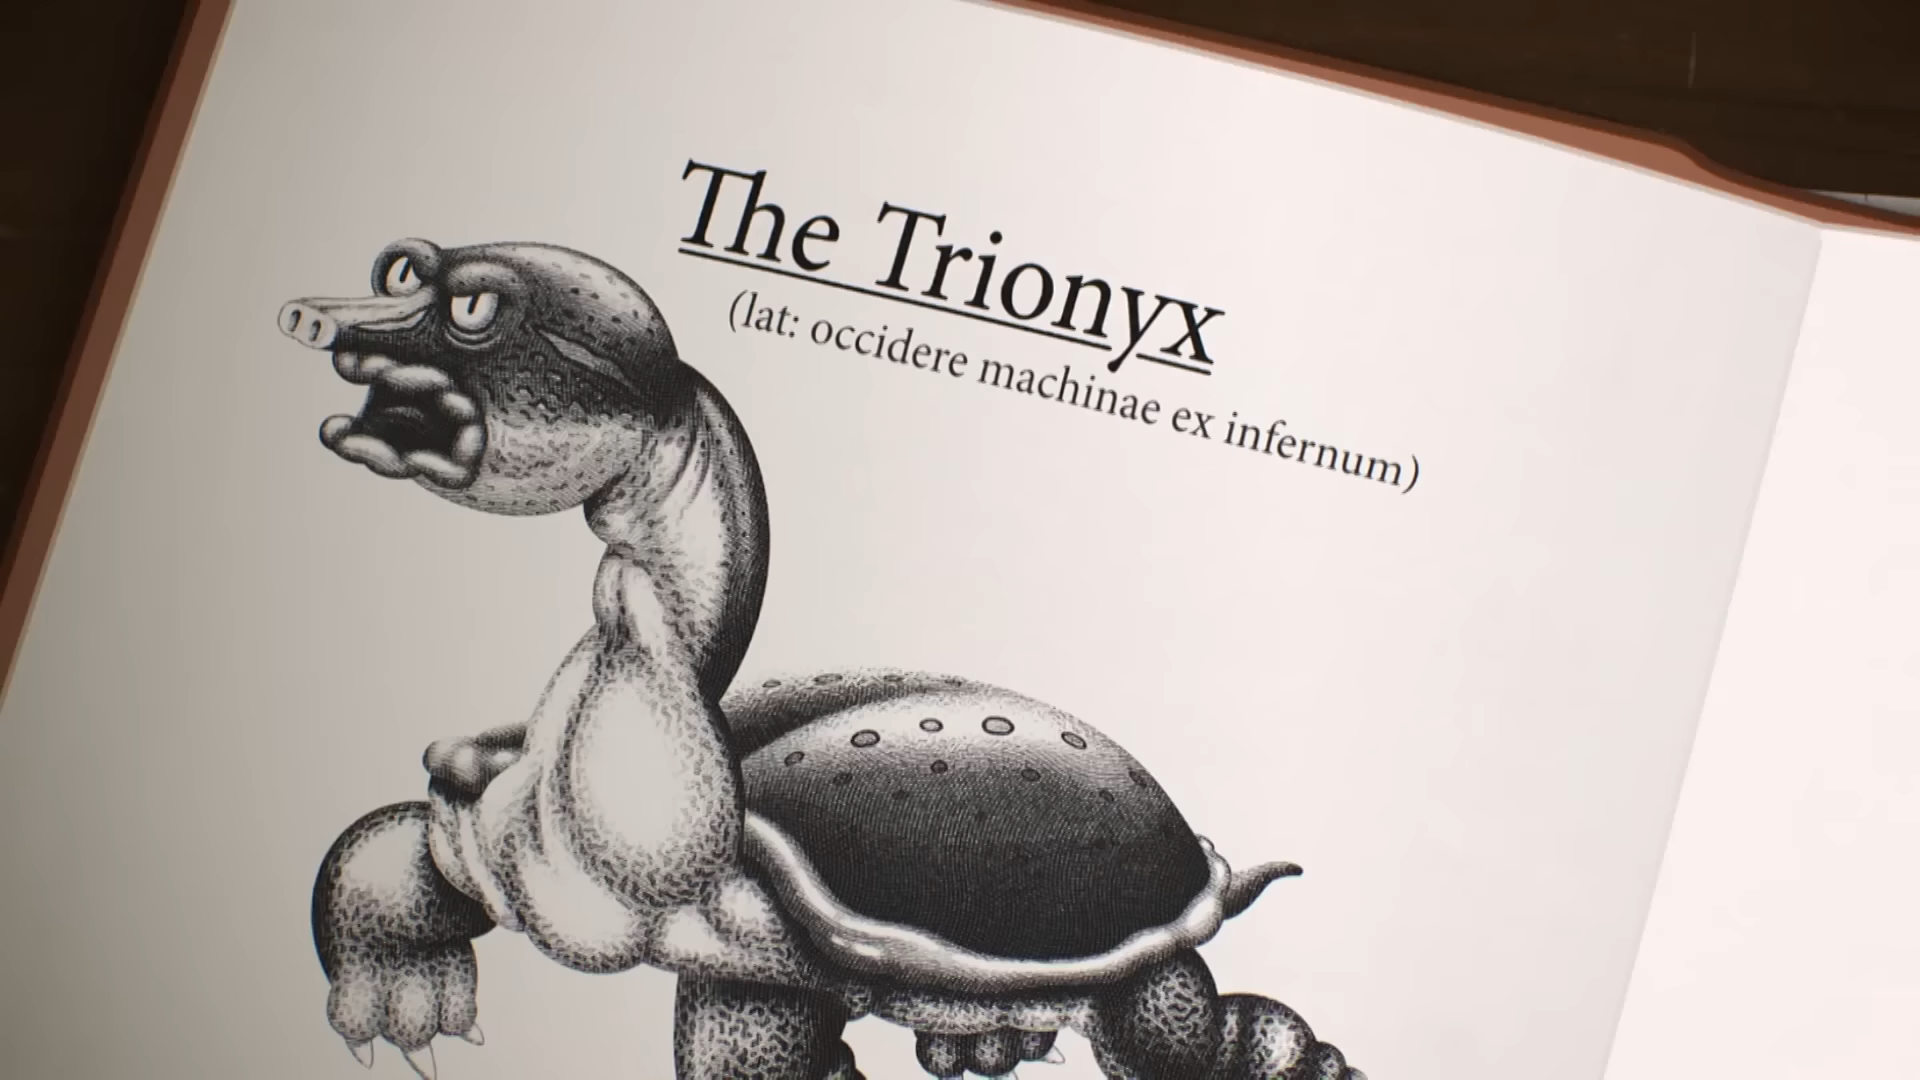 The Trionyx
(lat: occidere machinae ex infernum)